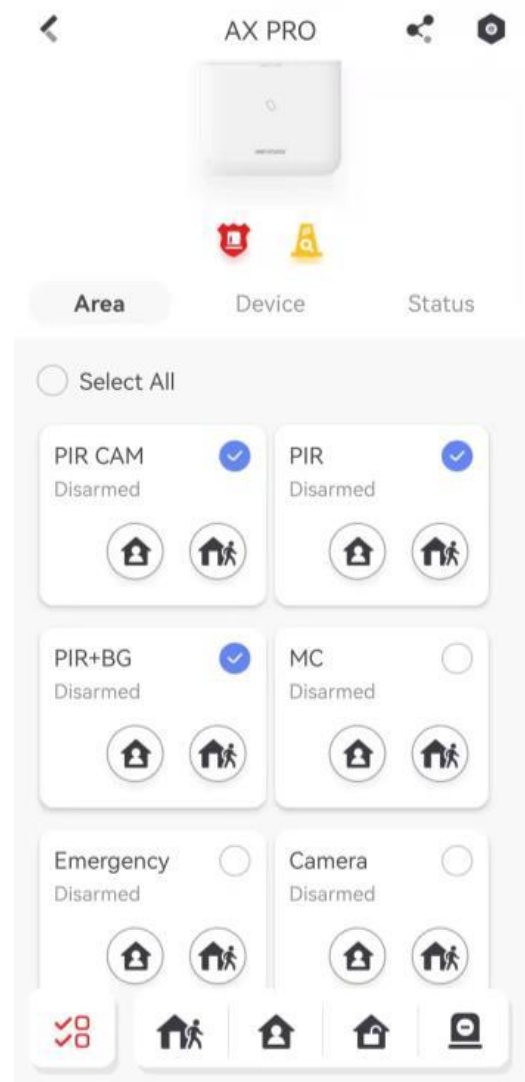 AX PRO
HIKVISION
Area Device Status
Select All
PIR CAM PIR
Disarmed Disarmed
PIR+BG MC
Disarmed Disarmed
Emergency Camera
Disarmed Disarmed